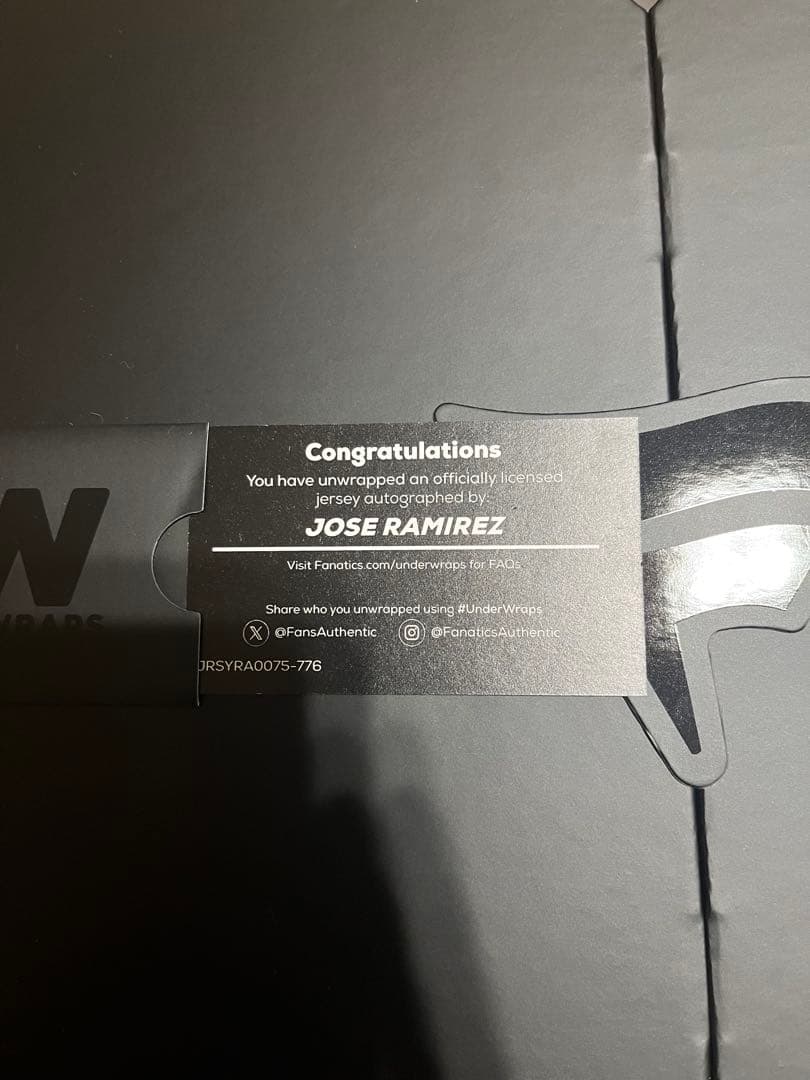 W
WRAPS
Congratulations
You have unwrapped an officially licensed
jersey autographed by:
JOSE RAMIREZ
Visit Fanatics.com/underwraps for FAQs
Share who you unwrapped using #UnderWraps
@FansAuthentic @FanaticsAuthentic
JRSYRA0075-776